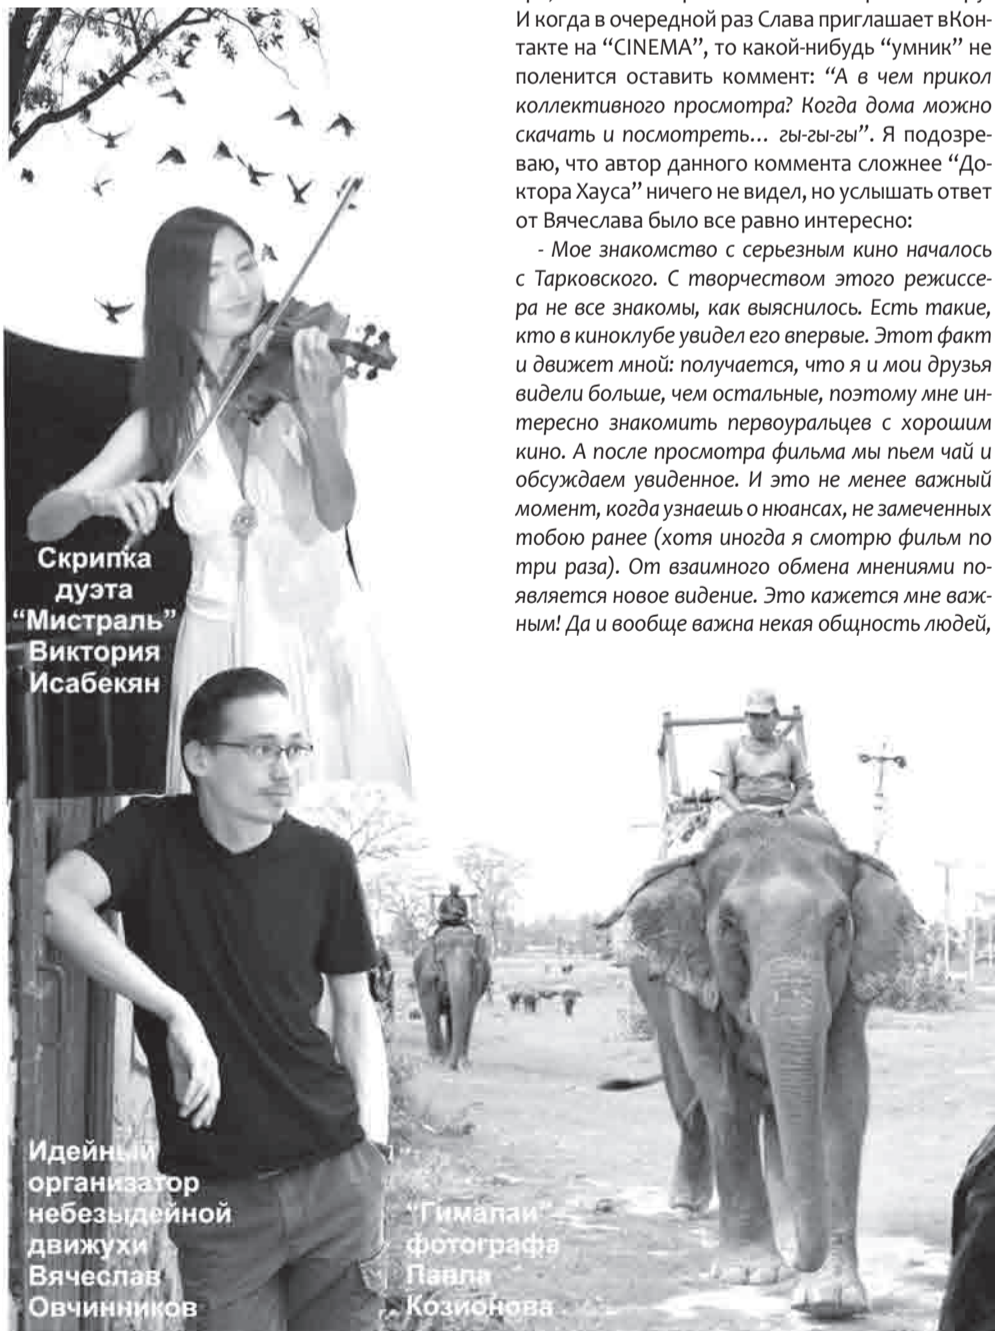 И когда в очередной раз Слава приглашает вКон-
такте на “CINEMA”, то какой-нибудь “умник” не
поленится оставить коммент: “А в чем прикол
коллективного просмотра? Когда дома можно
скачать и посмотреть... гы-гы-гы”. Я подозре-
ваю, что автор данного коммента сложнее “До-
ктора Хауса” ничего не видел, но услышать ответ
от Вячеслава было все равно интересно:
- Мое знакомство с серьезным кино началось
с Тарковского. С творчеством этого режиссе-
ра не все знакомы, как выяснилось. Есть такие,
кто в киноклубе увидел его впервые. Этот факт
и движет мной: получается, что я и мои друзья
видели больше, чем остальные, поэтому мне ин-
тересно знакомить первоуральцев с хорошим
кино. А после просмотра фильма мы пьем чай и
обсуждаем увиденное. И это не менее важный
момент, когда узнаешь о нюансах, не замеченных
тобою ранее (хотя иногда я смотрю фильм по
три раза). От взаимного обмена мнениями по-
является новое видение. Это кажется мне важ-
ным! Да и вообще важна некая общность людей,
Скрипка
дуэта
“Мистраль”
Виктория
Исабекян
Идейный
организатор
небезыдейной
движухи
Вячеслав
Овчинников
“Гималаи”
фотографа
Павла
Козионова